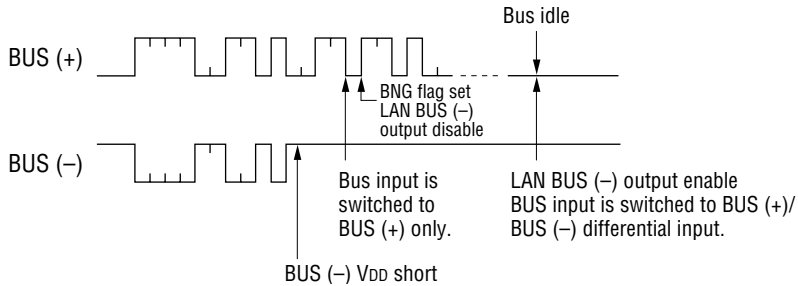 Bus idle
BUS (+)
BNG flag set
LAN BUS (–)
output disable
BUS (–)
Bus input is
switched to
BUS (+) only.
LAN BUS (–) output enable
BUS input is switched to BUS (+)/
BUS (–) differential input.
BUS (–) VDD short